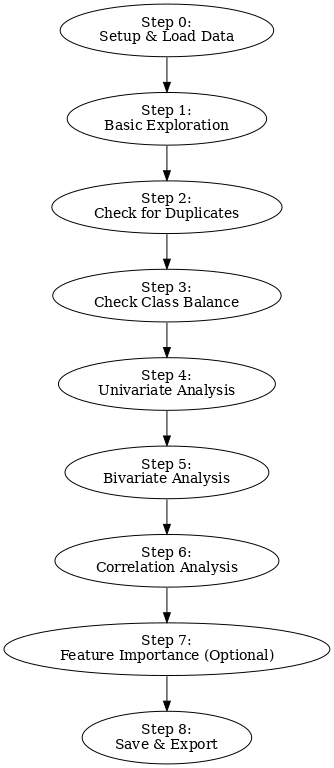 Step 0:
Setup & Load Data
Step 1:
Basic Exploration
Step 2:
Check for Duplicates
Step 3:
Check Class Balance
Step 4:
Univariate Analysis
Step 5:
Bivariate Analysis
Step 6:
Correlation Analysis
Step 7:
Feature Importance (Optional)
Step 8:
Save & Export